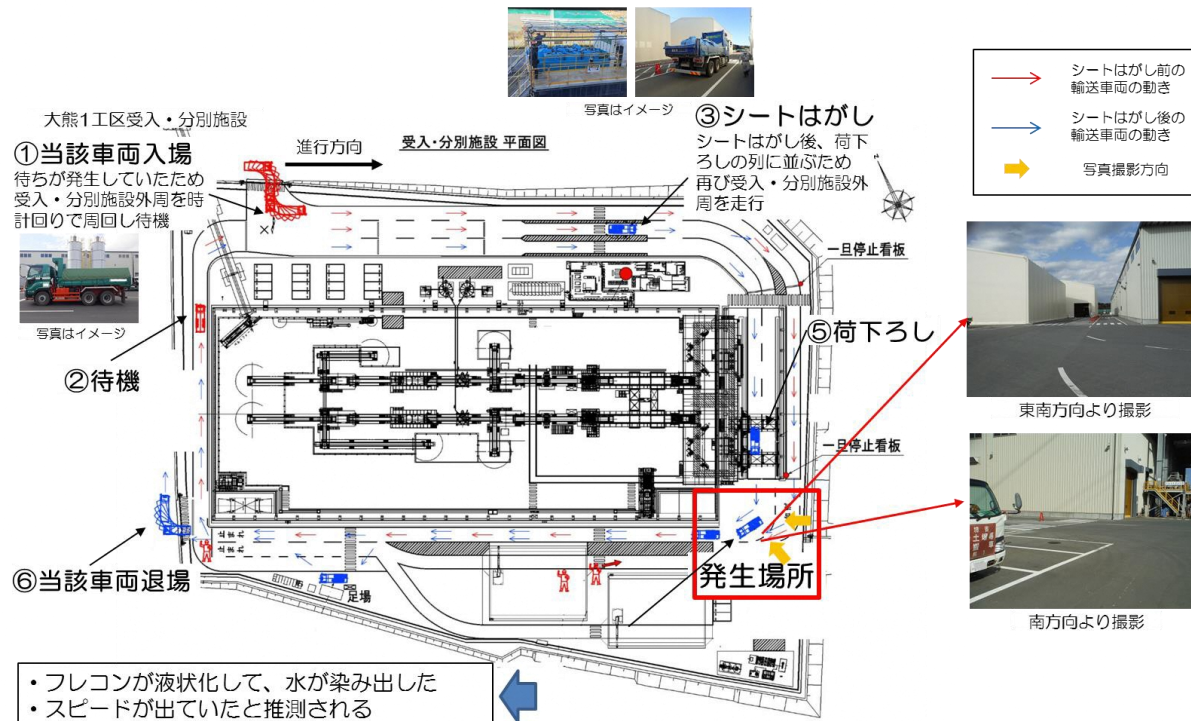 写真はイメージ
大熊1工区受入・分別施設
①当該車両入場
待ちが発生していたため
受入・分別施設外周を時
計回りで周回し待機
写真はイメージ
進行方向
受入・分別施設 平面図
③シートはがし
シートはがし後、荷下
ろしの列に並ぶため
再び受入・分別施設外
周を走行
シートはがし前の
輸送車両の動き
シートはがし後の
輸送車両の動き
写真撮影方向
一旦停止看板
②待機
⑤荷下ろし
東南方向より撮影
一旦停止看板
止まれ
止まれ
⑥当該車両退場
足場
発生場所
南方向より撮影
・フレコンが液状化して、水が染み出した
・スピードが出ていたと推測される